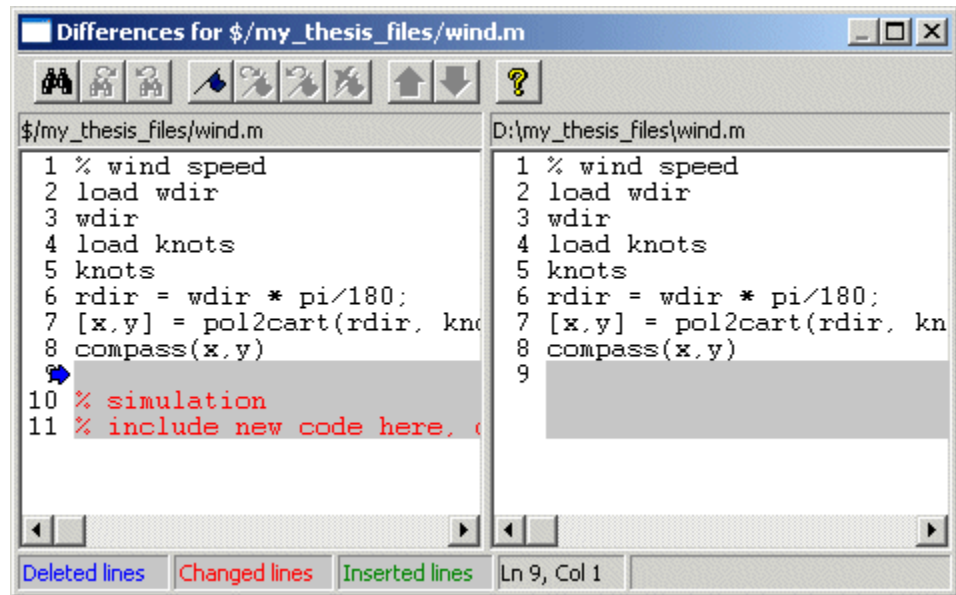 Differences for $/my_thesis_files/wind.m
$/my_thesis_files/wind.m
1 % wind speed
2 load wdir
3 wdir
4 load knots
5 knots
6 rdir = wdir * pi/180;
7 [x,y] = pol2cart(rdir, kno
8 compass(x,y)
9
10 % simulation
11 % include new code here,
D:\my_thesis_files\wind.m
1 % wind speed
2 load wdir
3 wdir
4 load knots
5 knots
6 rdir = wdir * pi/180;
7 [x,y] = pol2cart(rdir, kn
8 compass(x,y)
9
Deleted lines
Changed lines
Inserted lines
Ln 9, Col 1